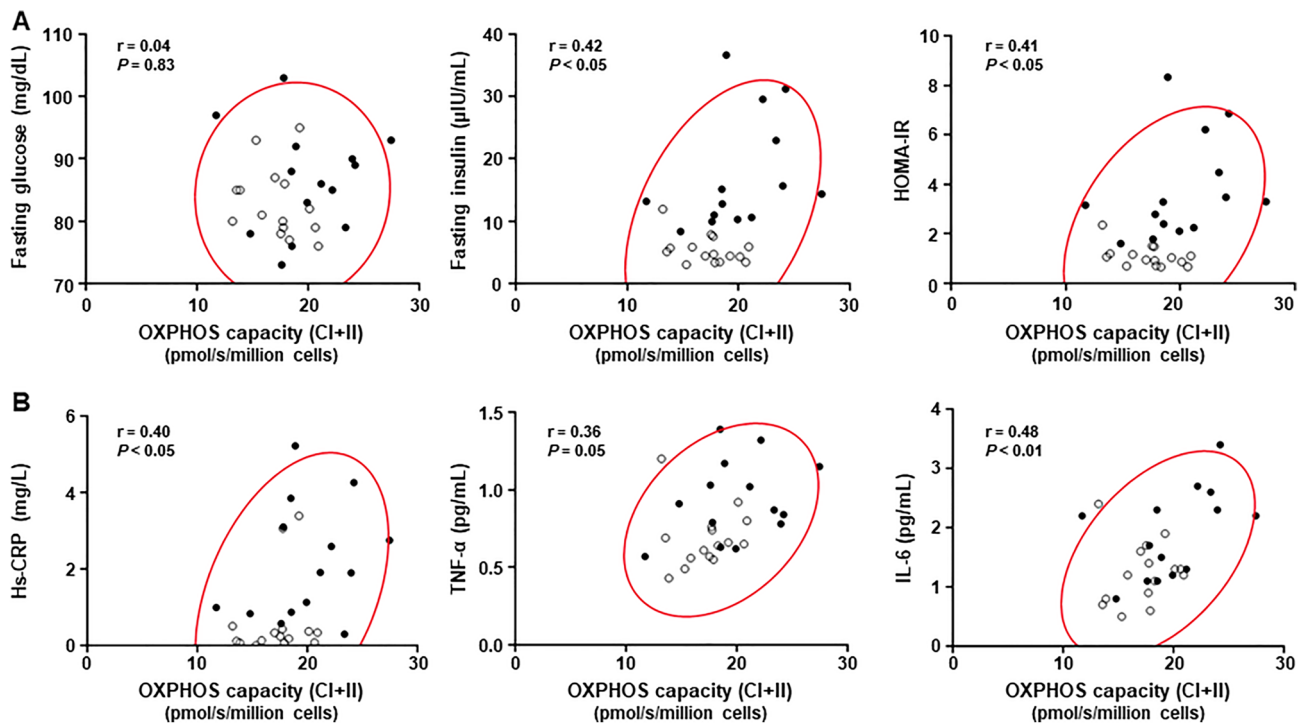 A
r = 0.04
P = 0.83
Fasting glucose (mg/dL)
110
100
90
80
70
0
10
20
30
OXPHOS capacity (CI+II)
(pmol/s/million cells)
r = 0.42
P < 0.05
Fasting insulin (µIU/mL)
40
30
20
10
0
0
10
20
30
OXPHOS capacity (CI+II)
(pmol/s/million cells)
r = 0.41
P < 0.05
HOMA-IR
10
8
6
4
2
0
0
10
20
30
OXPHOS capacity (CI+II)
(pmol/s/million cells)
B
r = 0.40
P < 0.05
Hs-CRP (mg/L)
6
4
2
0
0
10
20
30
OXPHOS capacity (CI+II)
(pmol/s/million cells)
r = 0.36
P = 0.05
TNF-α (pg/mL)
1.5
1.0
0.5
0.0
0
10
20
30
OXPHOS capacity (CI+II)
(pmol/s/million cells)
r = 0.48
P < 0.01
IL-6 (pg/mL)
4
3
2
1
0
0
10
20
30
OXPHOS capacity (CI+II)
(pmol/s/million cells)